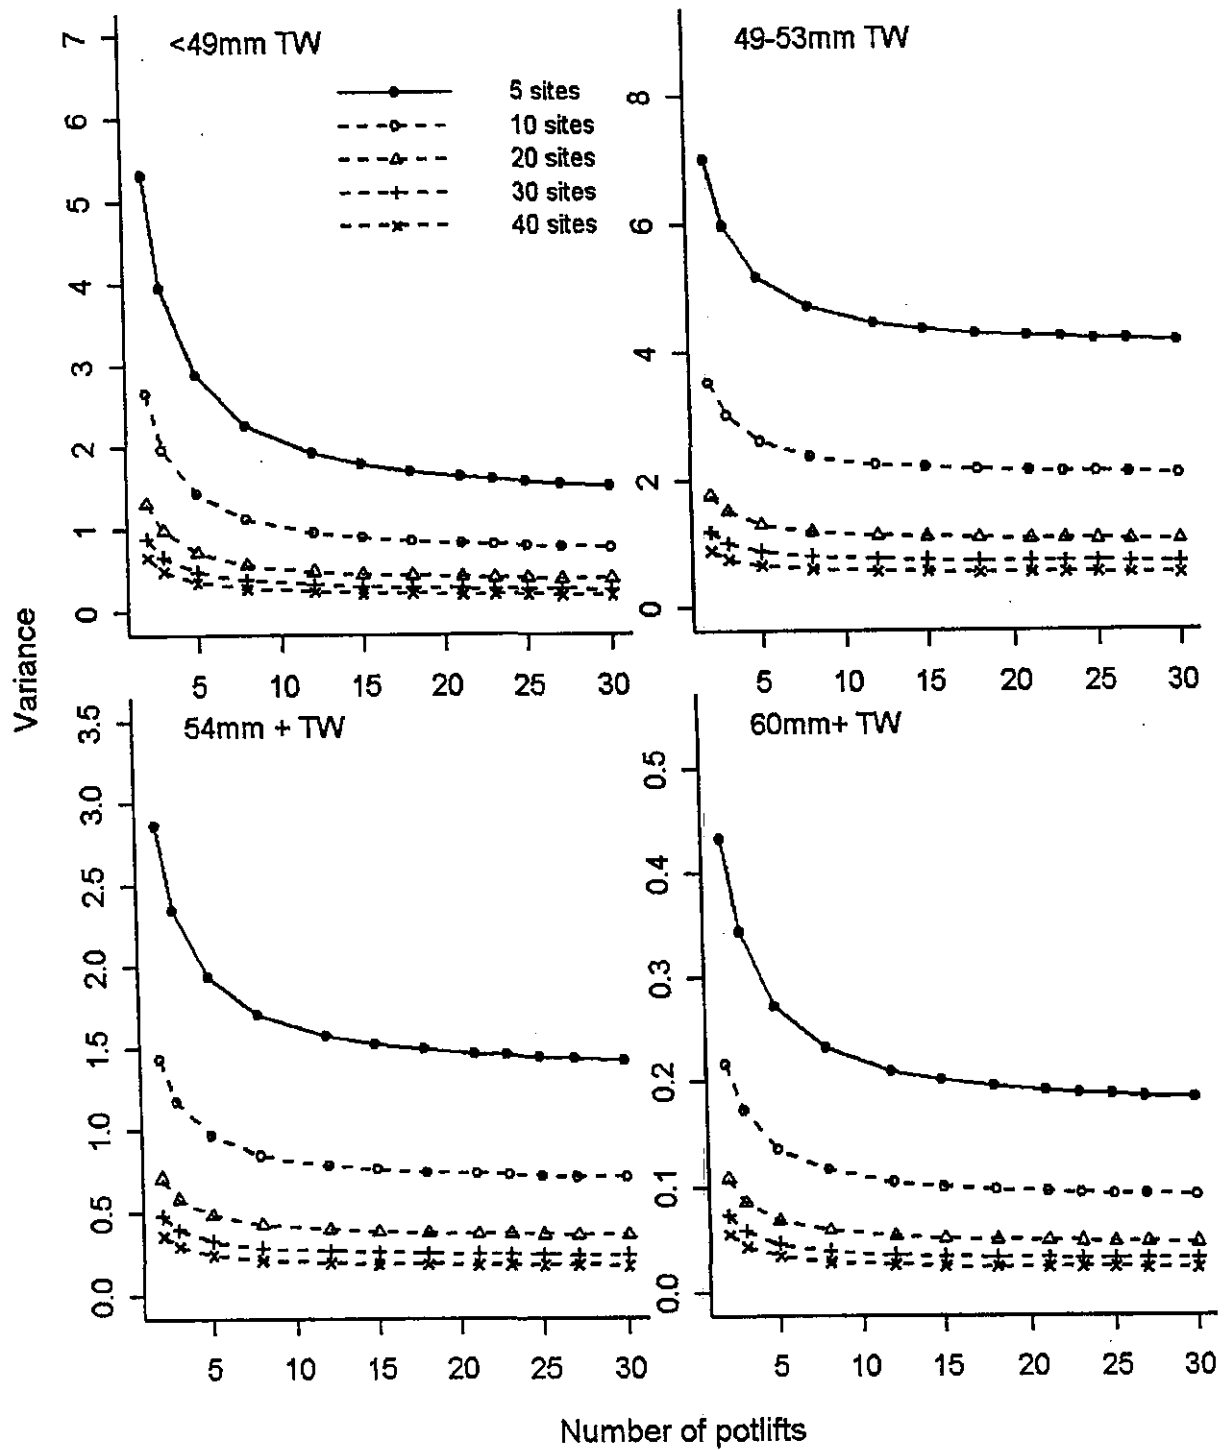 <49mm TW
5 sites
10 sites
20 sites
30 sites
40 sites
0 1 2 3 4 5 6 7
5 10 15 20 25 30
49-53mm TW
0 2 4 6 8
5 10 15 20 25 30
Variance
54mm + TW
0.0 0.5 1.0 1.5 2.0 2.5 3.0 3.5
5 10 15 20 25 30
60mm+ TW
0.0 0.1 0.2 0.3 0.4 0.5
5 10 15 20 25 30
Number of potlifts